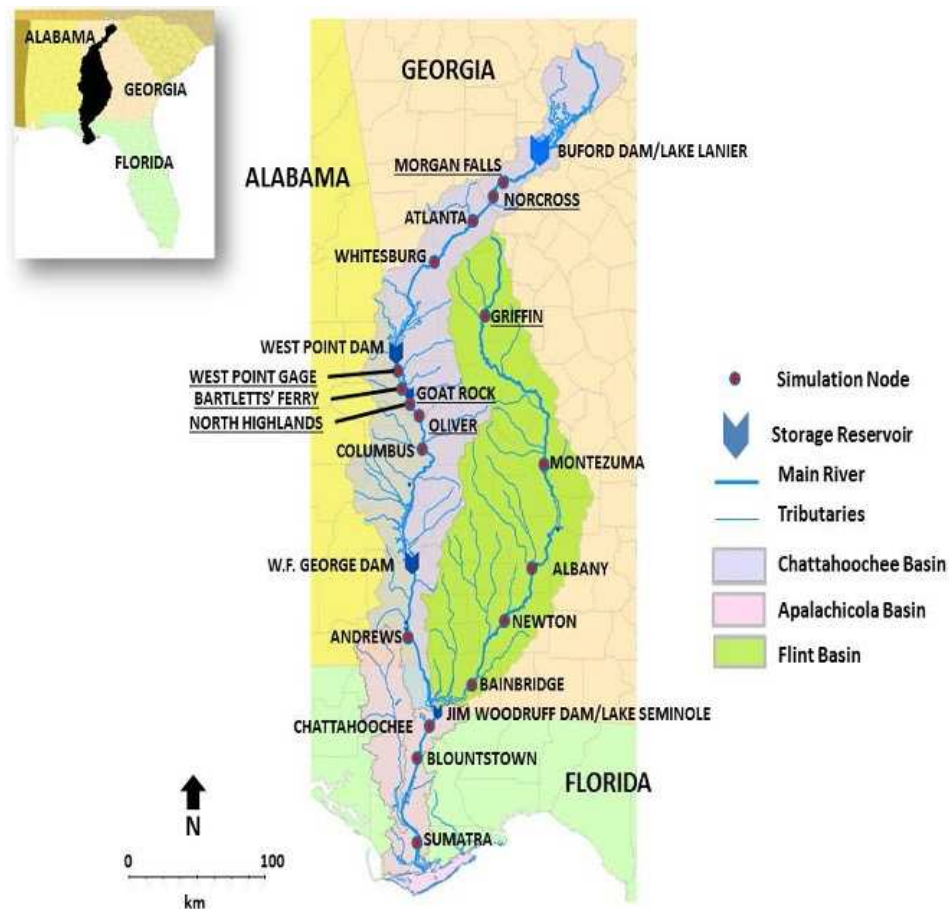 ALABAMA
GEORGIA
FLORIDA
GEORGIA
ALABAMA
BUFORD DAM/LAKE LANIER
MORGAN FALLS
NORCROSS
ATLANTA
WHITESBURG
GRIFFIN
WEST POINT DAM
WEST POINT GAGE
BARTLETTS' FERRY
GOAT ROCK
NORTH HIGHLANDS
OLIVER
COLUMBUS
MONTEZUMA
W.F. GEORGE DAM
ALBANY
NEWTON
ANDREWS
BAINBRIDGE
JIM WOODRUFF DAM/LAKE SEMINOLE
CHATTAHOOCHEE
BLOUNTSTOWN
FLORIDA
SUMATRA
N
0 100
km
Simulation Node
Storage Reservoir
Main River
Tributaries
Chattahoochee Basin
Apalachicola Basin
Flint Basin